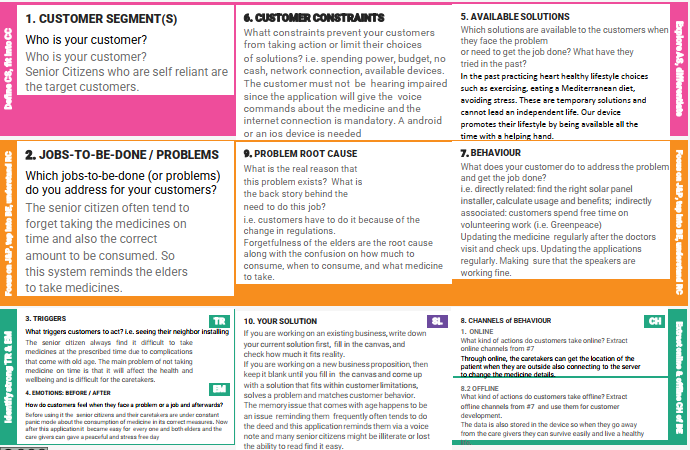 Define CS, fit into CC
1. CUSTOMER SEGMENT(S)
Who is your customer?
Who is your customer?
Senior Citizens who are self reliant are
the target customers.
6. CUSTOMER CONSTRAINTS
Whatt constraints prevent your customers
from taking action or limit their choices
of solutions? i.e. spending power, budget, no
cash, network connection, available devices.
The customer must not be hearing impaired
since the application will give the voice
commands about the medicine and the
internet connection is mandatory. A android
or an ios device is needed
5. AVAILABLE SOLUTIONS
Which solutions are available to the customers when
they face the problem
or need to get the job done? What have they
tried in the past?
In the past practicing heart healthy lifestyle choices
such as exercising, eating a Mediterranean diet,
avoiding stress. These are temporary solutions and
cannot lead an independent life. Our device
promotes their lifestyle by being available all the
time with a helping hand.
Explore AS, differentiate
Focus on J&P, tap into BE, understand RC
2. JOBS-TO-BE-DONE / PROBLEMS
Which jobs-to-be-done (or problems)
do you address for your customers?
The senior citizen often tend to
forget taking the medicines on
time and also the correct
amount to be consumed. So
this system reminds the elders
to take medicines.
9. PROBLEM ROOT CAUSE
What is the real reason that
this problem exists? What is
the back story behind the
need to do this job?
i.e. customers have to do it because of the
change in regulations.
Forgetfulness of the elders are the root cause
along with the confusion on how much to
consume, when to consume, and what medicine
to take.
7. BEHAVIOUR
What does your customer do to address the problem
and get the job done?
i.e. directly related: find the right solar panel
installer, calculate usage and benefits; indirectly
associated: customers spend free time on
volunteering work (i.e. Greenpeace)
Updating the medicine regularly after the doctors
visit and check ups. Updating the applications
regularly. Making sure that the speakers are
working fine.
Focus on J&P, tap into BE, understand RC
Identify strong TR & EM
3. TRIGGERS
TR
What triggers customers to act? i.e. seeing their neighbor installing
The senior citizen always find it difficult to take
medicines at the prescribed time due to complications
that come with old age. The main problem of not taking
medicine on time is that it will affect the health and
wellbeing and is difficult for the caretakers.
EM
4. EMOTIONS: BEFORE / AFTER
How do customers feel when they face a problem or a job and afterwards?
Before using it the senior citizens and their caretakers are under constant
panic mode about the consumption of medicine in its correct measures. Now
after this application it became easy for every one and both elders and the
care givers can give a peaceful and stress free day
10. YOUR SOLUTION
SL
If you are working on an existing business, write down
your current solution first, fill in the canvas, and
check how much it fits reality.
If you are working on a new business proposition, then
keep it blank until you fill in the canvas and come up
with a solution that fits within customer limitations,
solves a problem and matches customer behavior.
The memory issue that comes with age happens to be
an issue reminding them frequently often tends to do
the deed and this application reminds them via a voice
note and many senior citizens might be illiterate or lost
the ability to read find it easy.
8. CHANNELS of BEHAVIOUR
CH
1. ONLINE
What kind of actions do customers take online? Extract
online channels from #7
Through online, the caretakers can get the location of the
patient when they are outside also connecting to the server
to change the medicine details.
8.2 OFFLINE
What kind of actions do customers take offline? Extract
offline channels from #7 and use them for customer
development.
The data is also stored in the device so when they go away
from the care givers they can survive easily and live a healthy